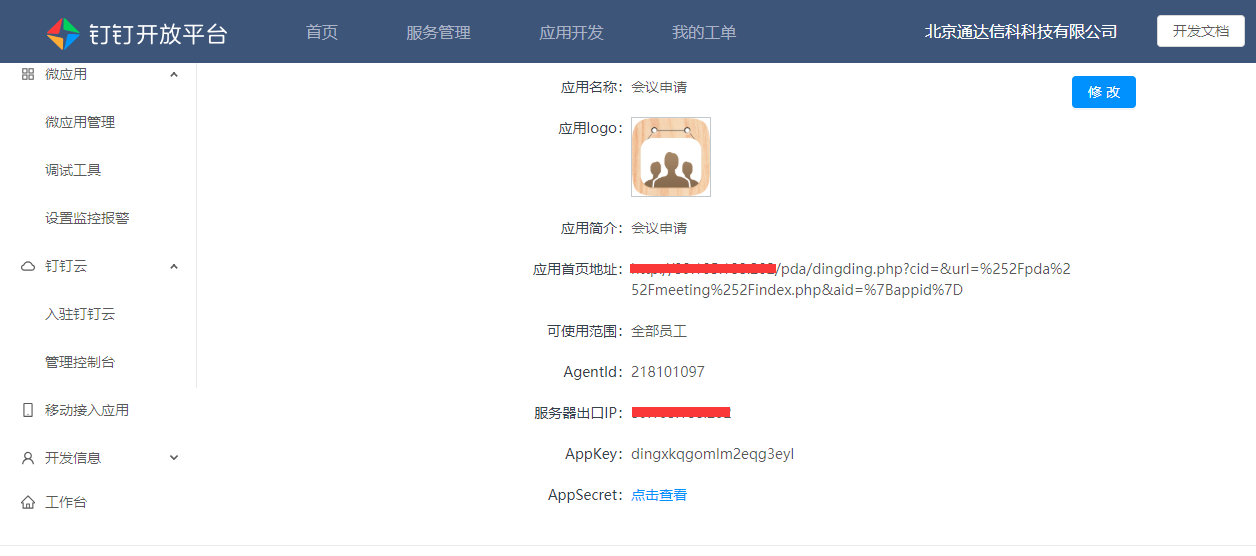 钉钉开放平台 首页 服务管理 应用开发 我的工单 北京通达信科科技有限公司 开发文档
微应用
微应用管理
调试工具
设置监控报警
钉钉云
入驻钉钉云
管理控制台
移动接入应用
开发信息
工作台
应用名称: 会议申请
修 改
应用logo:
应用简介: 会议申请
应用首页地址: /pda/dingding.php?cid=&url=%252Fpda%2
52Fmeeting%252Findex.php&aid=%7Bappid%7D
可使用范围: 全部员工
AgentId: 218101097
服务器出口IP:
AppKey: dingxkqgomlm2eqg3eyl
AppSecret: 点击查看